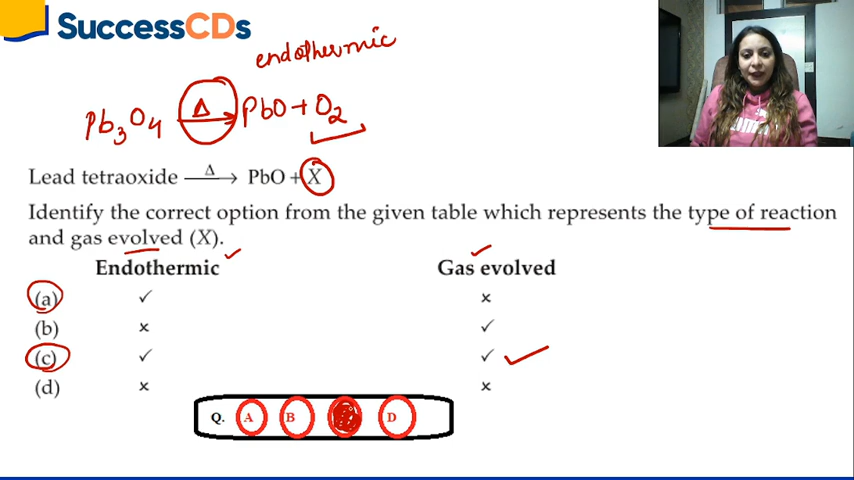 SuccessCDs
endothermic
Pb3O4 Δ→ PbO + O2
Lead tetraoxide Δ→ PbO + X
Identify the correct option from the given table which represents the type of reaction
and gas evolved (X).
Endothermic Gas evolved
(a) ✓ ×
(b) × ✓
(c) ✓ ✓
(d) × ×
Q. A B D